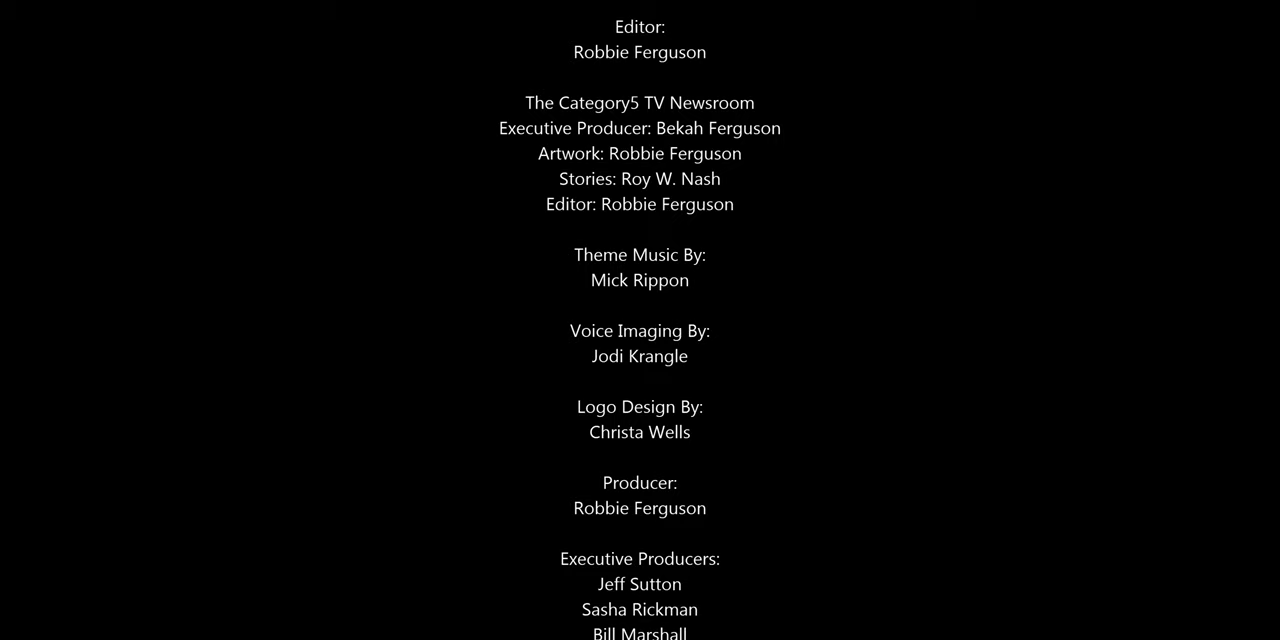 Editor:
Robbie Ferguson
The Category5 TV Newsroom
Executive Producer: Bekah Ferguson
Artwork: Robbie Ferguson
Stories: Roy W. Nash
Editor: Robbie Ferguson
Theme Music By:
Mick Rippon
Voice Imaging By:
Jodi Krangle
Logo Design By:
Christa Wells
Producer:
Robbie Ferguson
Executive Producers:
Jeff Sutton
Sasha Rickman
Bill Marshall